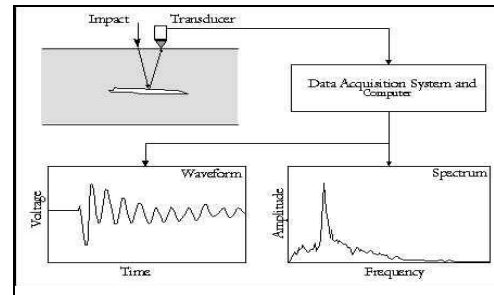 Impact Transducer
Data Acquisition System and
Computer
Waveform
Voltage
Time
Spectrum
Amplitude
Frequency